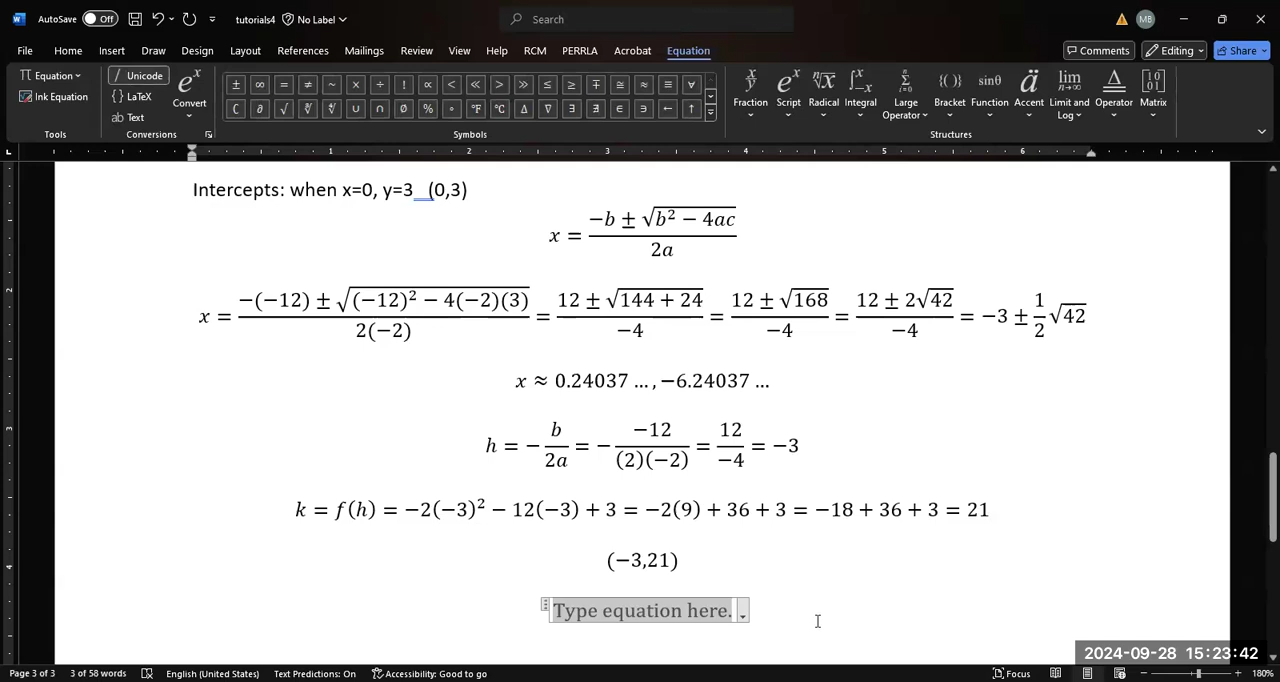 AutoSave Off tutorials4 No Label Search MB
File Home Insert Draw Design Layout References Mailings Review View Help RCM PERRLA Acrobat Equation Comments Editing Share
π Equation Unicode ± ∞ = ≠ ~ × ÷ ! ∝ < ≪ > ≫ ≤ ≥ ∓ ≅ ≈ ≡ ∀
Ink Equation {} LaTeX Convert ∁ ∂ √ ∛ ∜ ∪ ∩ ∅ % ° ℉ ℃ ∆ ∇ ∃ ∄ ∈ ∋ ← ↑
Text Fraction Script Radical Integral Large Operator Bracket Function Accent Limit and Log Operator Matrix
Tools Conversions Symbols Structures
1 2 3 4 5 6
Intercepts: when x=0, y=3 (0,3)
x = (-b ± √(b² − 4ac)) / 2a
x = (−(−12) ± √((−12)² − 4(−2)(3))) / 2(−2) = (12 ± √(144 + 24)) / −4 = (12 ± √168) / −4 = (12 ± 2√42) / −4 = −3 ± 1/2 √42
x ≈ 0.24037 … , −6.24037 …
h = − b/2a = − −12/(2)(−2) = 12/−4 = −3
k = f(h) = −2(−3)² − 12(−3) + 3 = −2(9) + 36 + 3 = −18 + 36 + 3 = 21
(−3,21)
Type equation here.
2024-09-28 15:23:42
Page 3 of 3 3 of 58 words English (United States) Text Predictions: On Accessibility: Good to go Focus 180%